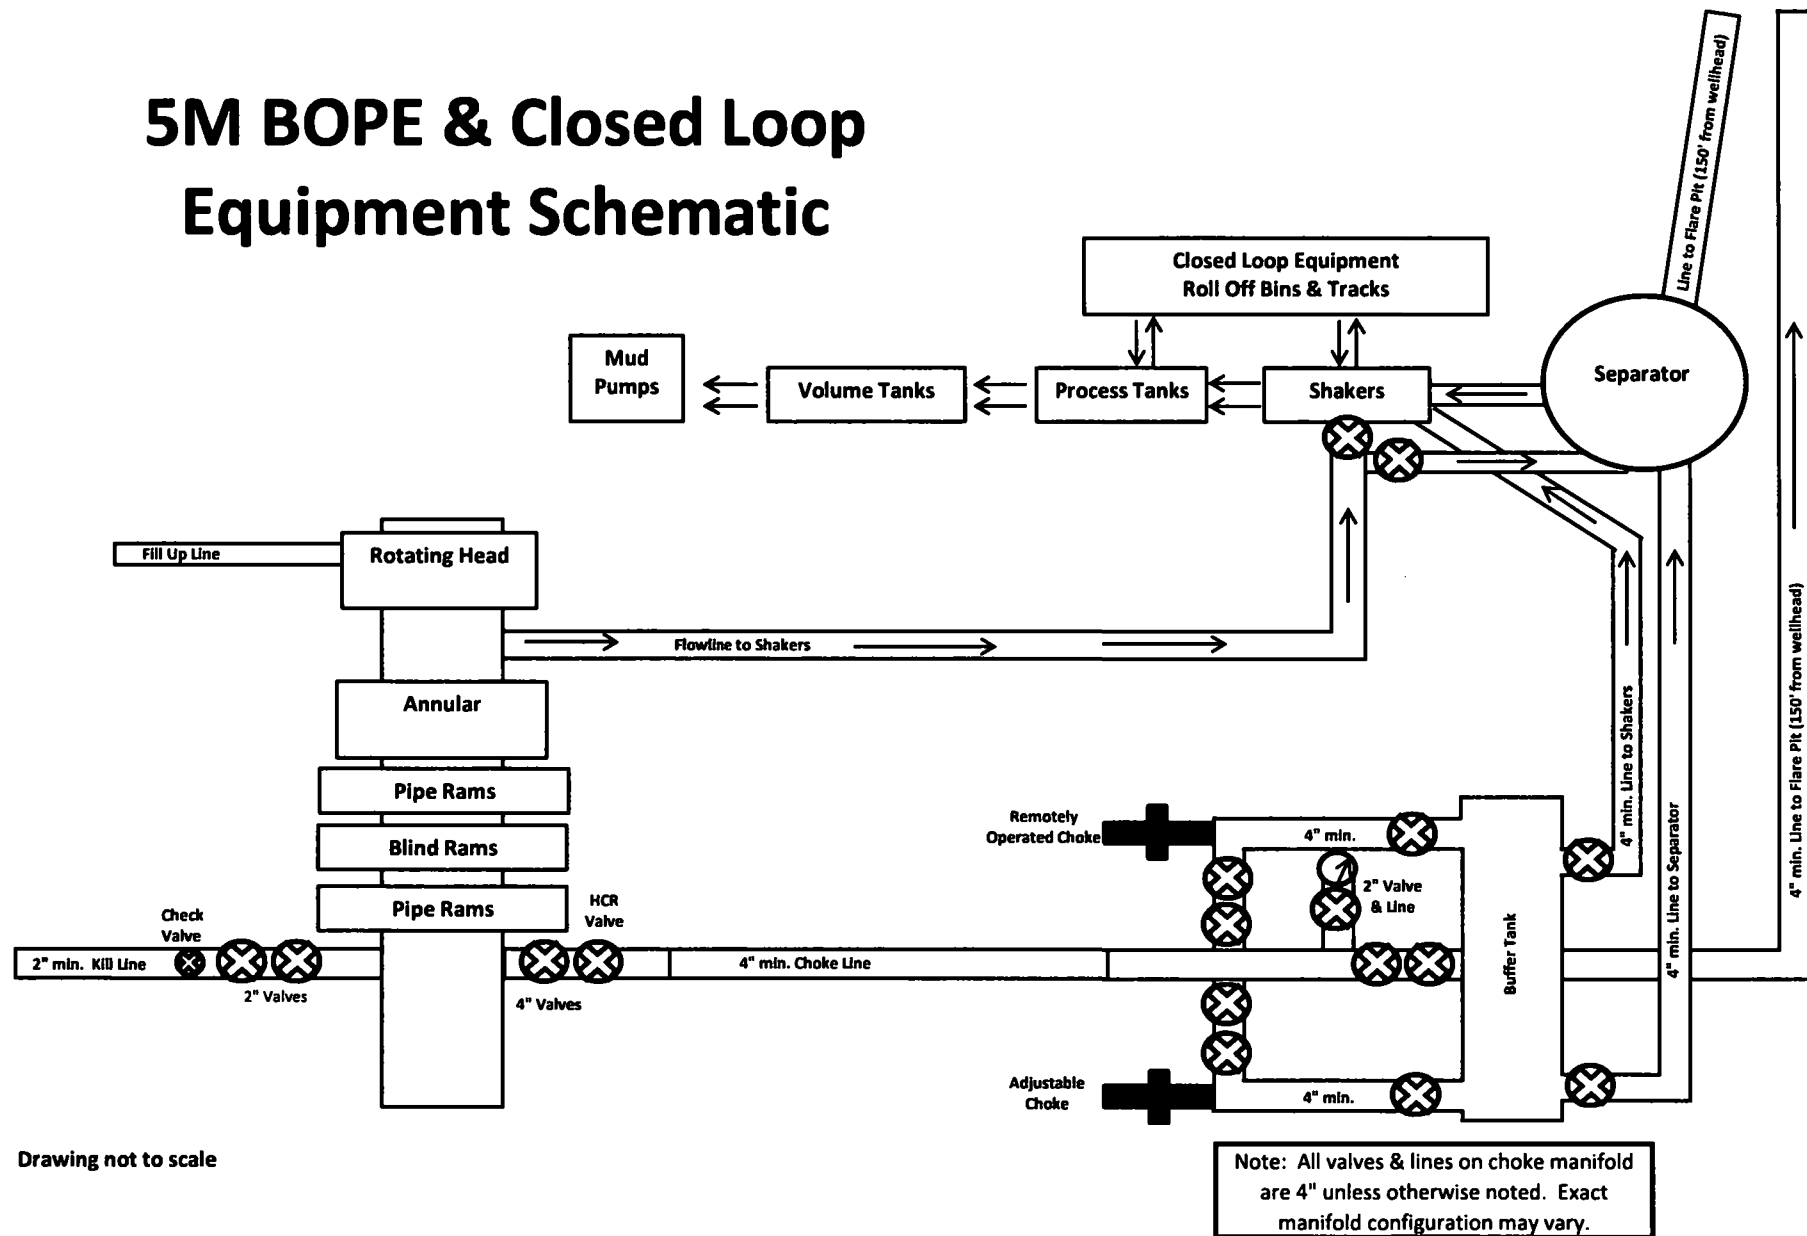 5M BOPE & Closed Loop
Equipment Schematic
Line to Flare Pit (150' from wellhead)
Closed Loop Equipment
Roll Off Bins & Tracks
Mud
Pumps
Volume Tanks
Process Tanks
Shakers
Separator
Fill Up Line
Rotating Head
Flowline to Shakers
Annular
Pipe Rams
Blind Rams
Pipe Rams
Check
Valve
HCR
Valve
2" min. Kill Line
2" Valves
4" Valves
4" min. Choke Line
Remotely
Operated Choke
4" min.
2" Valve
& Line
Adjustable
Choke
4" min.
Buffer Tank
4" min. Line to Shakers
4" min. Line to Separator
4" min. Line to Flare Pit (150' from wellhead)
Drawing not to scale
Note: All valves & lines on choke manifold
are 4" unless otherwise noted. Exact
manifold configuration may vary.